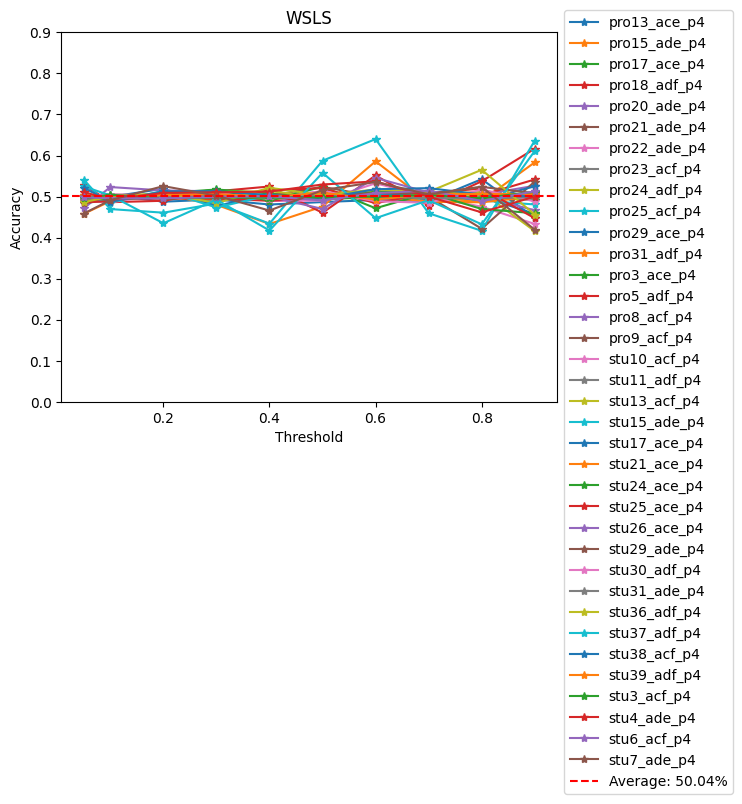 WSLS
Accuracy
0.9
0.8
0.7
0.6
0.5
0.4
0.3
0.2
0.1
0.0
0.2
0.4
0.6
0.8
Threshold
pro13_ace_p4
pro15_ade_p4
pro17_ace_p4
pro18_adf_p4
pro20_ade_p4
pro21_ade_p4
pro22_ade_p4
pro23_acf_p4
pro24_adf_p4
pro25_acf_p4
pro29_ace_p4
pro31_adf_p4
pro3_ace_p4
pro5_adf_p4
pro8_acf_p4
pro9_acf_p4
stu10_acf_p4
stu11_adf_p4
stu13_acf_p4
stu15_ade_p4
stu17_ace_p4
stu21_ace_p4
stu24_ace_p4
stu25_ace_p4
stu26_ace_p4
stu29_ade_p4
stu30_adf_p4
stu31_ade_p4
stu36_adf_p4
stu37_adf_p4
stu38_acf_p4
stu39_adf_p4
stu3_acf_p4
stu4_ade_p4
stu6_acf_p4
stu7_ade_p4
Average: 50.04%